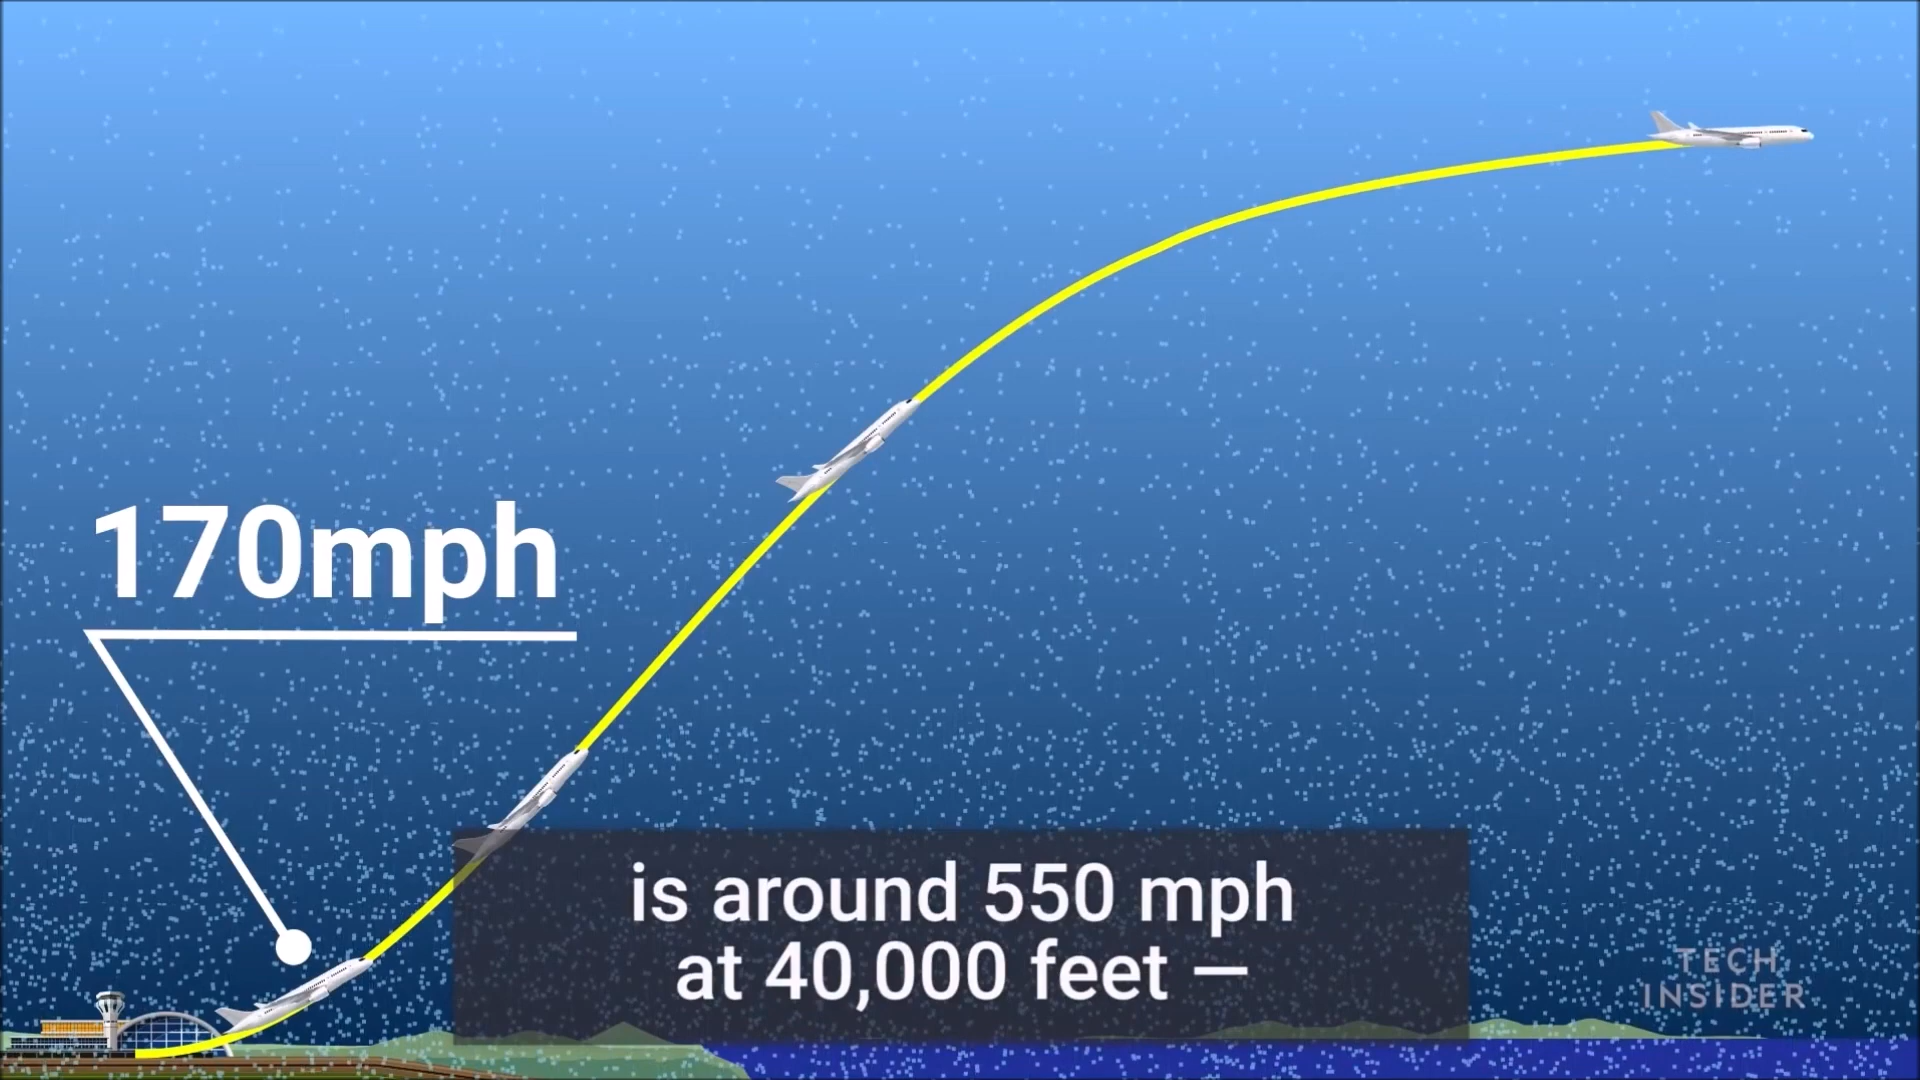 170mph
is around 550 mph
at 40,000 feet —
TECH
INSIDER